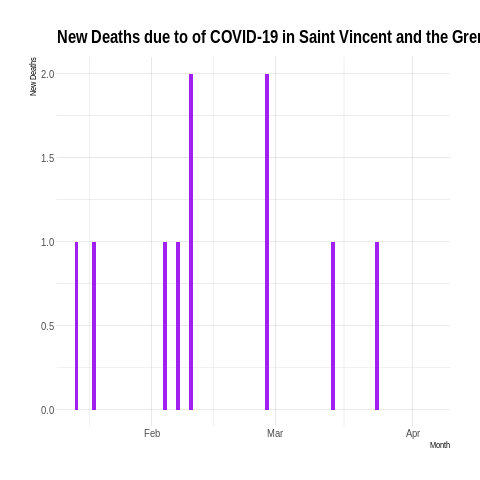 New Deaths due to of COVID-19 in Saint Vincent and the Gren
New Deaths
2.0
1.5
1.0
0.5
0.0
Feb
Mar
Apr
Month